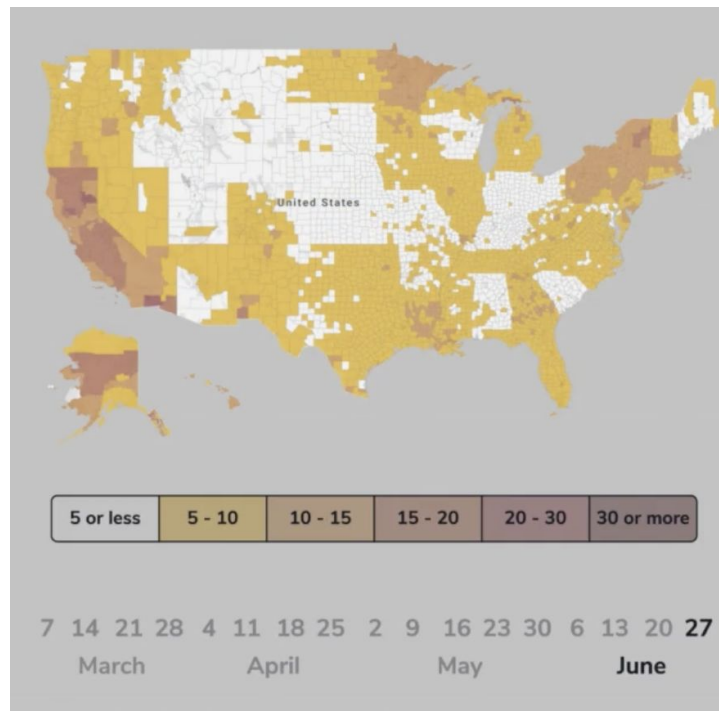 United States
5 or less 5 - 10 10 - 15 15 - 20 20 - 30 30 or more
7 14 21 28 4 11 18 25 2 9 16 23 30 6 13 20 27
March April May June